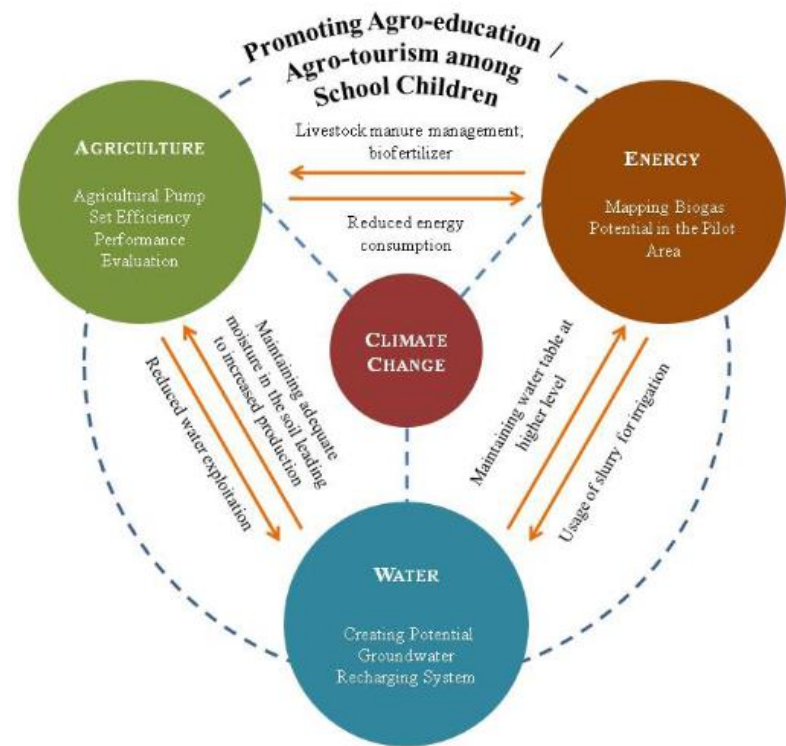 Promoting Agro-education /
Agro-tourism among
School Children
AGRICULTURE
Agricultural Pump
Set Efficiency
Performance
Evaluation
Livestock manure management;
biofertilizer
Reduced energy
consumption
ENERGY
Mapping Biogas
Potential in the Pilot
Area
CLIMATE
CHANGE
Reduced water exploitation
Maintaining adequate
moisture in the soil leading
to increased production
Maintaining water table at
higher level
Usage of slurry for irrigation
WATER
Creating Potential
Groundwater
Recharging System